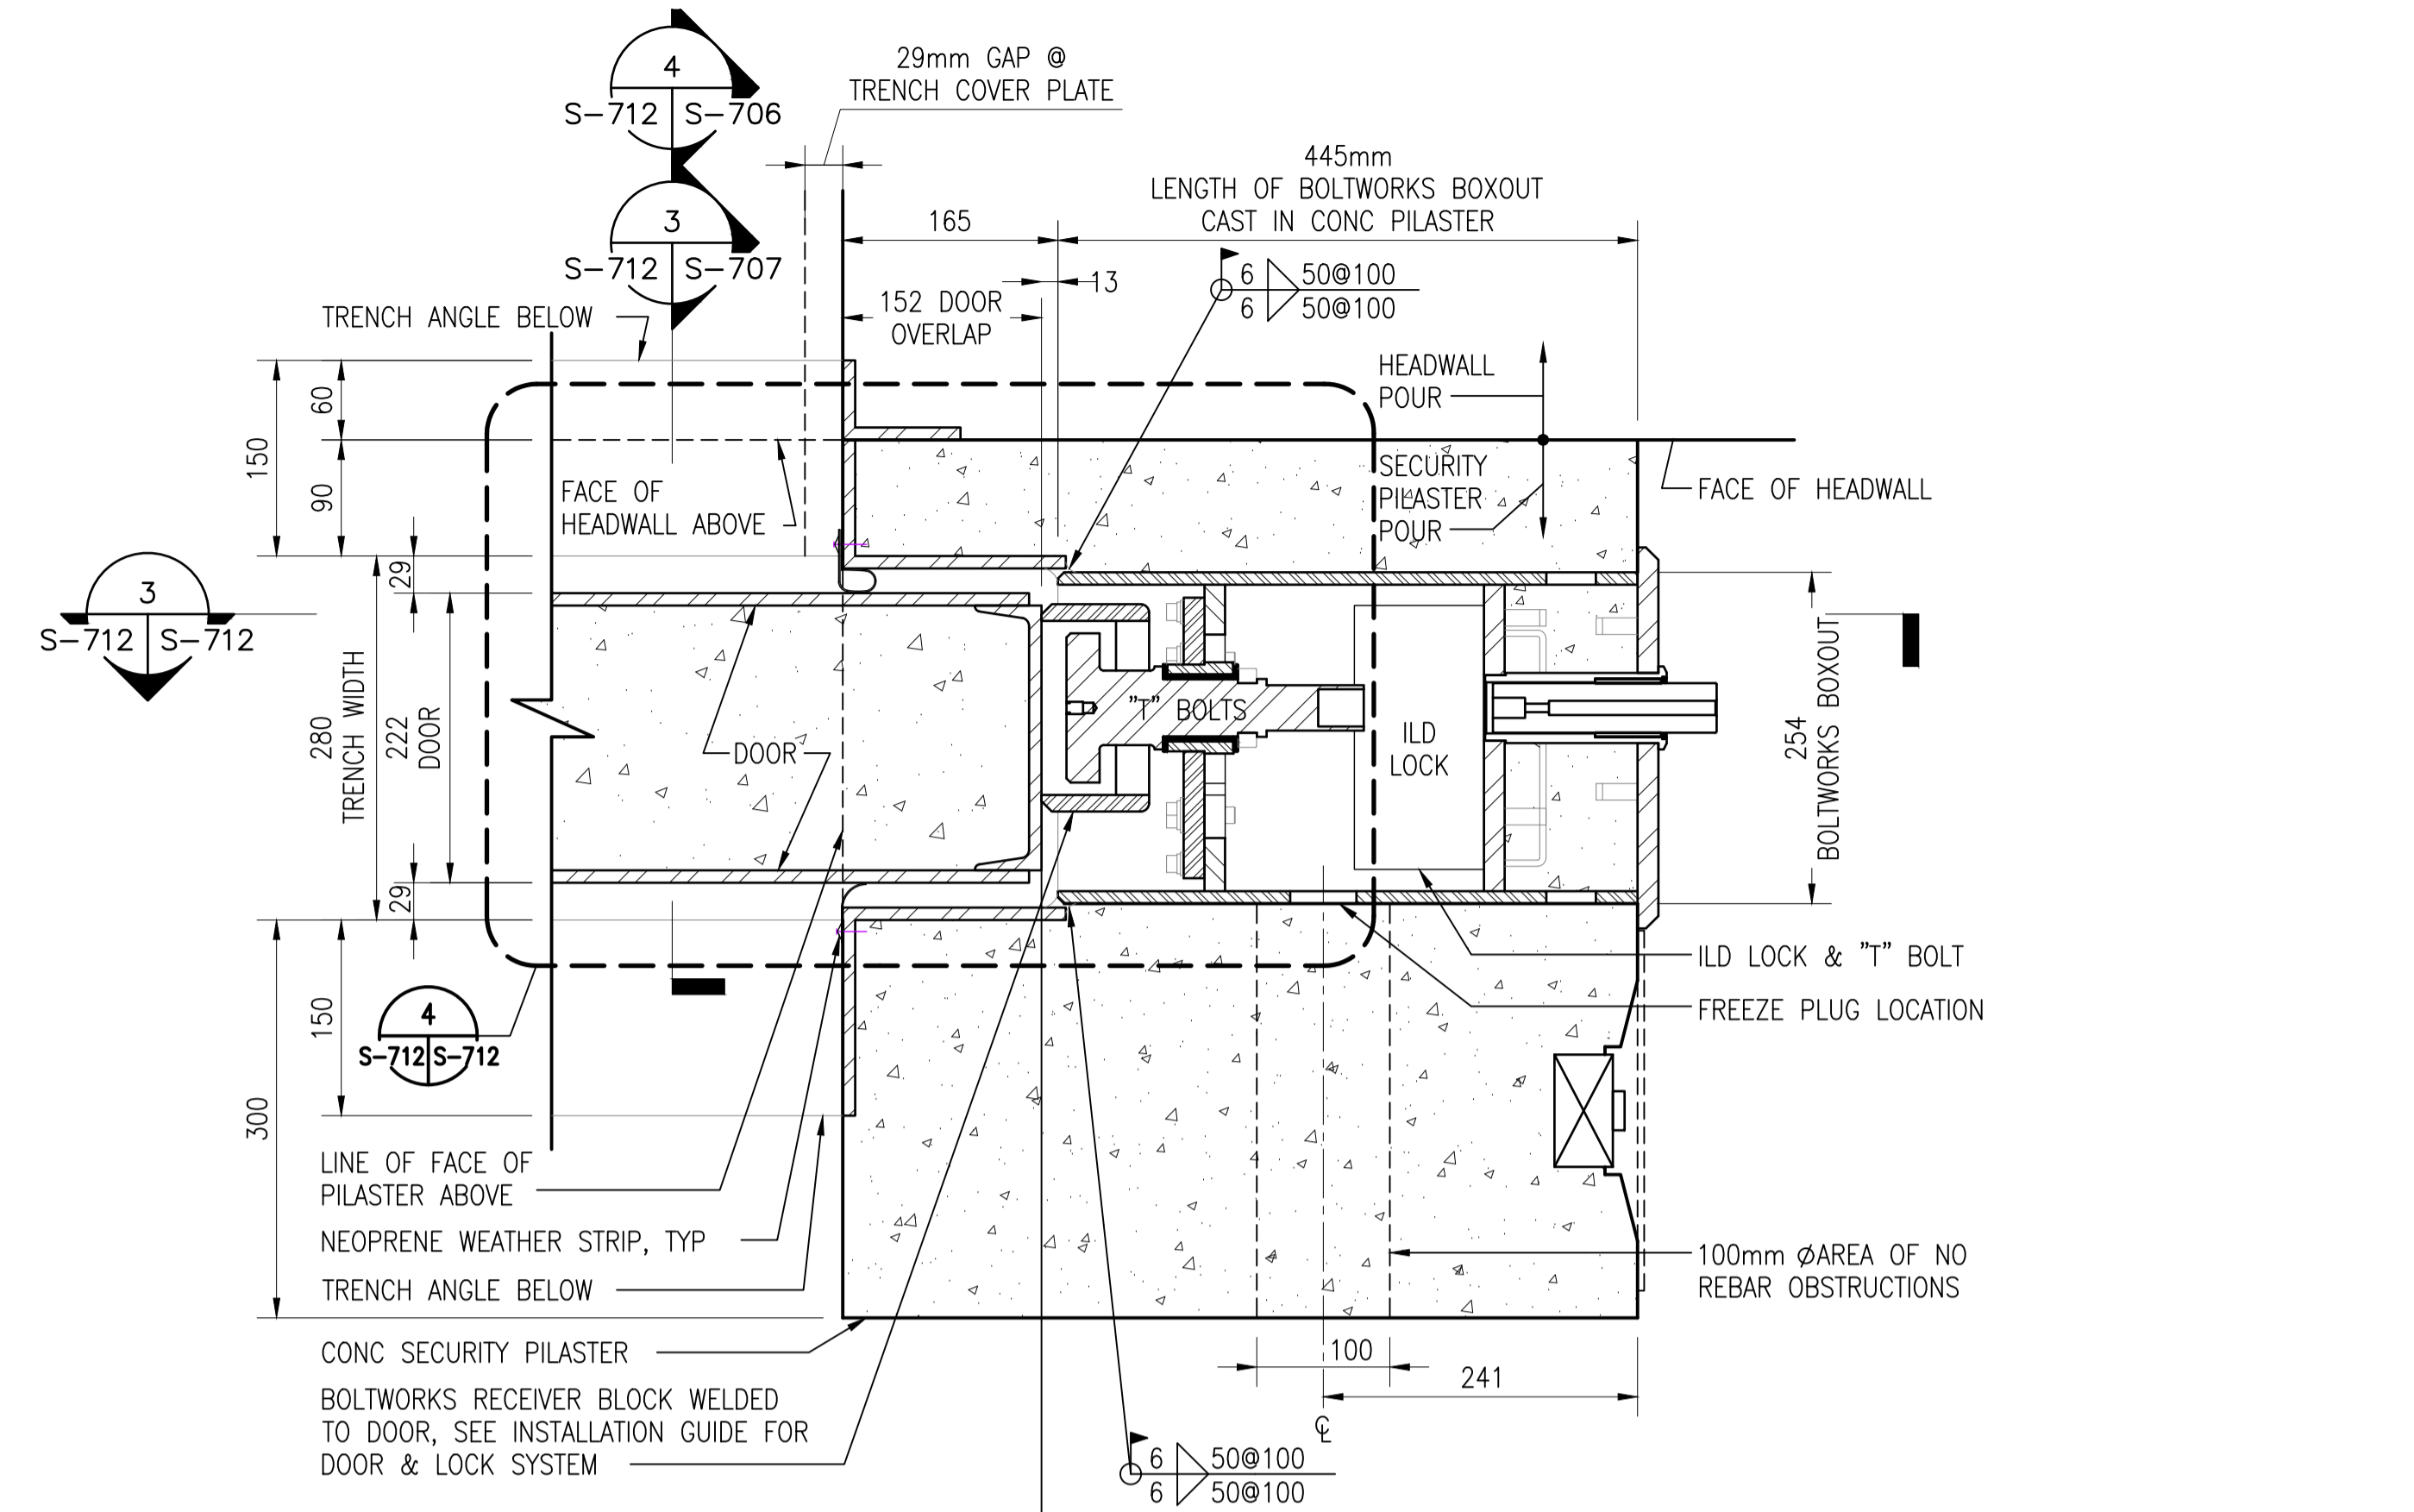 4
S-712 S-706
29mm GAP @
TRENCH COVER PLATE
3
S-712 S-707
445mm
LENGTH OF BOLTWORKS BOXOUT
CAST IN CONC PILASTER
165
13
152 DOOR
OVERLAP
6 50@100
6 50@100
TRENCH ANGLE BELOW
HEADWALL
POUR
SECURITY
PILASTER
POUR
FACE OF HEADWALL
150
60
90
FACE OF
HEADWALL ABOVE
3
S-712 S-712
29
280
TRENCH WIDTH
222
DOOR
29
DOOR
"T" BOLTS
ILD
LOCK
254
BOLTWORKS BOXOUT
ILD LOCK & "T" BOLT
FREEZE PLUG LOCATION
4
S-712 S-712
150
300
LINE OF FACE OF
PILASTER ABOVE
NEOPRENE WEATHER STRIP, TYP
TRENCH ANGLE BELOW
CONC SECURITY PILASTER
BOLTWORKS RECEIVER BLOCK WELDED
TO DOOR, SEE INSTALLATION GUIDE FOR
DOOR & LOCK SYSTEM
100mm ØAREA OF NO
REBAR OBSTRUCTIONS
100
241
℄
6 50@100
6 50@100